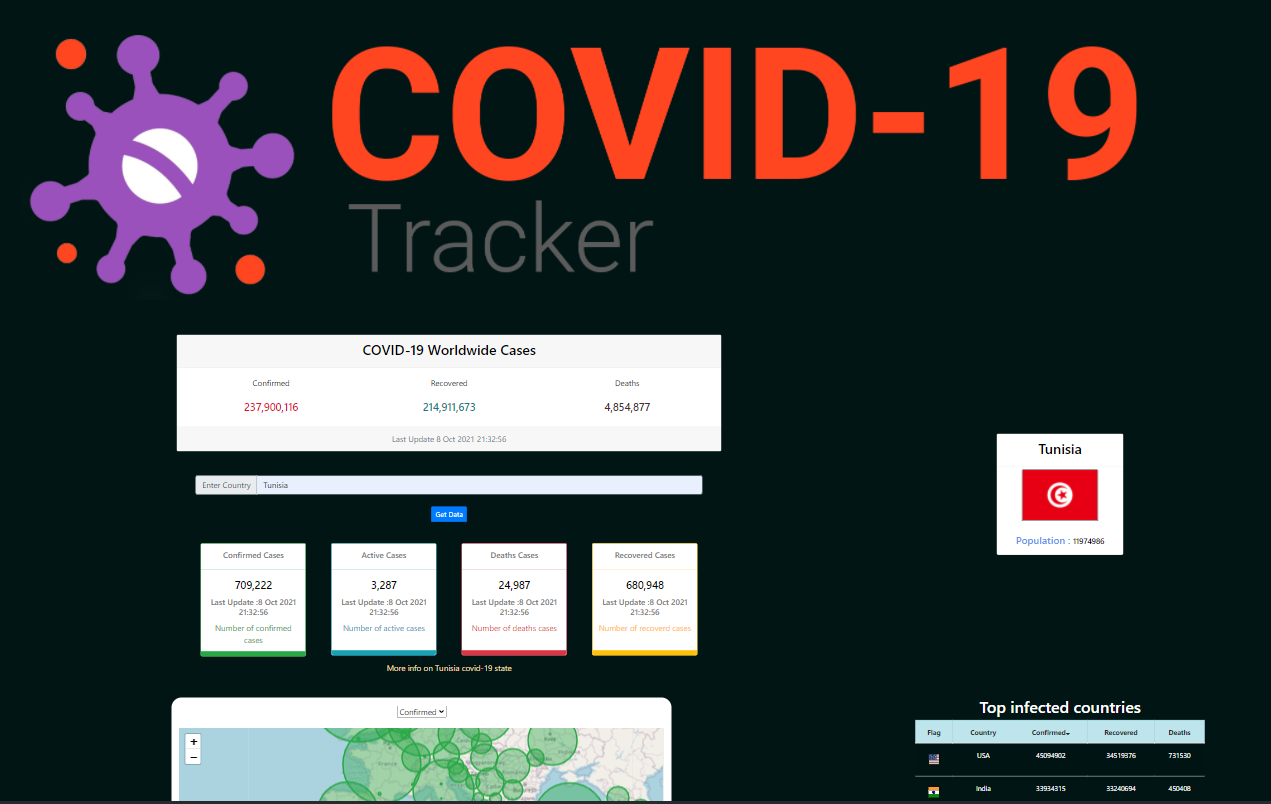 COVID-19
Tracker
COVID-19 Worldwide Cases
Confirmed Recovered Deaths
237,900,116 214,911,673 4,854,877
Last Update 8 Oct 2021 21:32:56
Enter Country Tunisia
Get Data
Tunisia
Population : 11974986
Confirmed Cases
709,222
Last Update :8 Oct 2021
21:32:56
Number of confirmed
cases
Active Cases
3,287
Last Update :8 Oct 2021
21:32:56
Number of active cases
Deaths Cases
24,987
Last Update :8 Oct 2021
21:32:56
Number of deaths cases
Recovered Cases
680,948
Last Update :8 Oct 2021
21:32:56
Number of recoverd cases
More info on Tunisia covid-19 state
Confirmed
+
−
France
Top infected countries
Flag Country Confirmed Recovered Deaths
USA 45094902 34519376 731530
India 33934315 33240694 450408